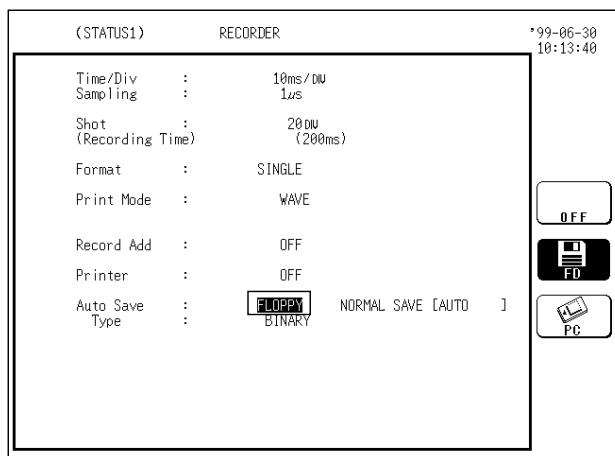 (STATUS1) RECORDER '99-06-30
10:13:40
Time/Div : 10ms/DIV
Sampling : 1μs
Shot : 20DIV
(Recording Time) (200ms)
Format : SINGLE
Print Mode : WAVE
OFF
Record Add : OFF
Printer : OFF
FD
Auto Save : FLOPPY NORMAL SAVE [AUTO ]
Type : BINARY
PC